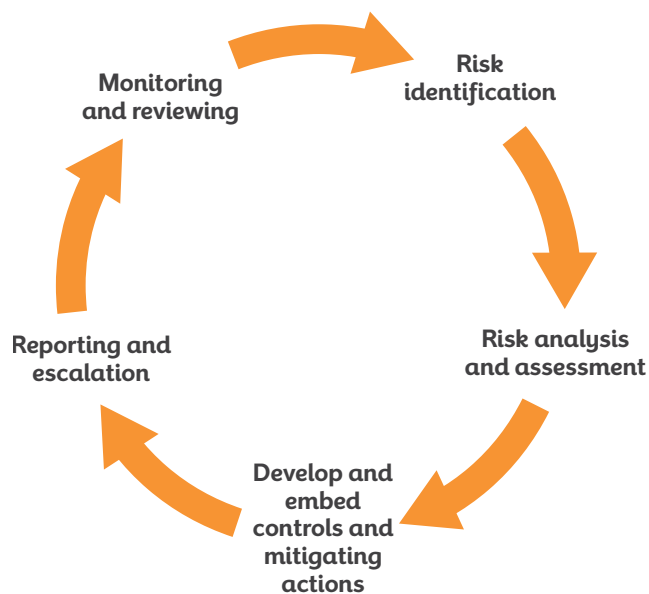 Risk
identification
Risk analysis
and assessment
Develop and
embed
controls and
mitigating
actions
Reporting and
escalation
Monitoring
and reviewing